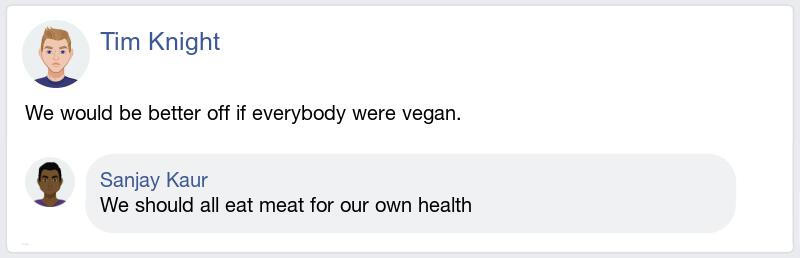 Tim Knight
We would be better off if everybody were vegan.
Sanjay Kaur
We should all eat meat for our own health